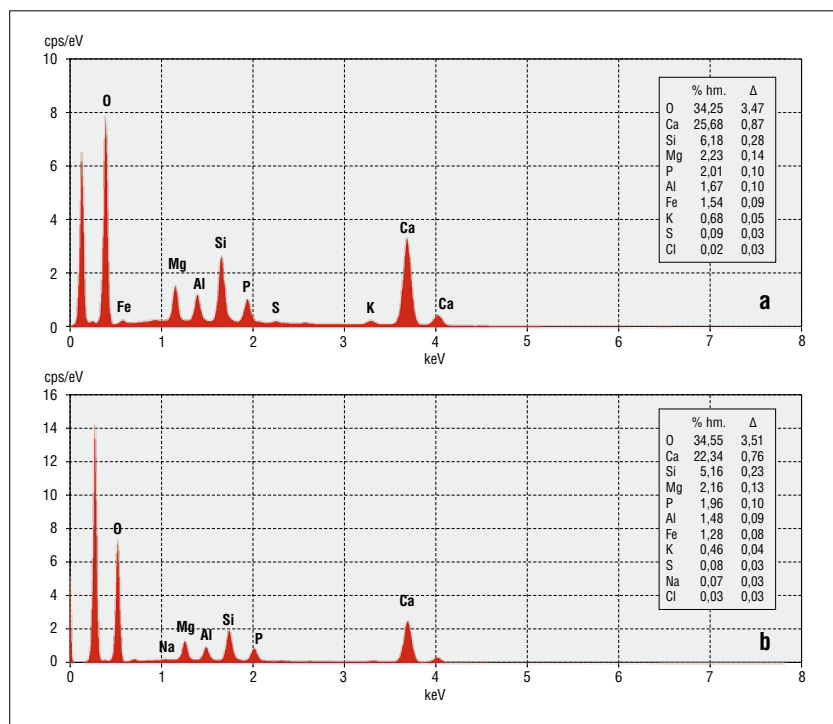 cps/eV
10
8
6
4
2
0
O
Fe
Mg
Al
Si
P
S
K
Ca
Ca
% hm. Δ
O 34,25 3,47
Ca 25,68 0,87
Si 6,18 0,28
Mg 2,23 0,14
P 2,01 0,10
Al 1,67 0,10
Fe 1,54 0,09
K 0,68 0,05
S 0,09 0,03
Cl 0,02 0,03
a
0 1 2 3 4 5 6 7 8
keV
cps/eV
16
14
12
10
8
6
4
2
0
O
Na
Mg
Al
Si
P
Ca
% hm. Δ
O 34,55 3,51
Ca 22,34 0,76
Si 5,16 0,23
Mg 2,16 0,13
P 1,96 0,10
Al 1,48 0,09
Fe 1,28 0,08
K 0,46 0,04
S 0,08 0,03
Na 0,07 0,03
Cl 0,03 0,03
b
0 1 2 3 4 5 6 7 8
keV